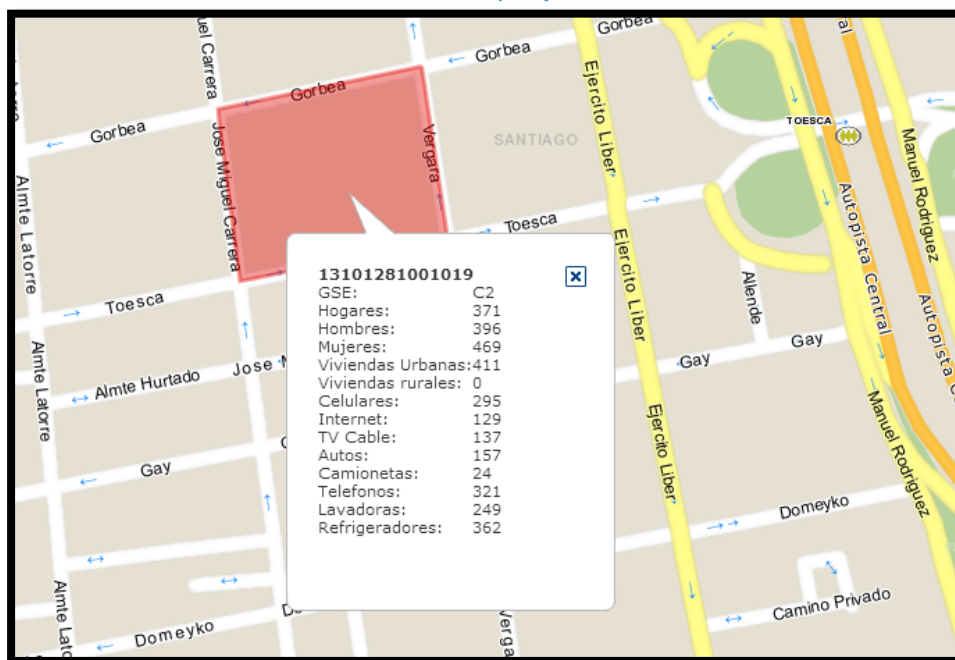 uel Carrera
Gorbea
Gorbea
Gorbea
Gorbea
al
ral
TOESCA
SANTIAGO
Ejercito Liber
Vergara
Jose Miguel Carrera
Manuel Rodriguez
Almte Latorre
Toesca
Toesca
Ejercito Liber
Autopista Central
Allende
Autopista C
Almte Latorre
Almte Hurtado
Jose M
Gay
Gay
Gay
Ejercito Liber
Manuel Rodriguez
Domeyko
Camino Privado
Almte Lato
Domeyko
Do
Verga
13101281001019
GSE: C2
Hogares: 371
Hombres: 396
Mujeres: 469
Viviendas Urbanas:411
Viviendas rurales: 0
Celulares: 295
Internet: 129
TV Cable: 137
Autos: 157
Camionetas: 24
Telefonos: 321
Lavadoras: 249
Refrigeradores: 362